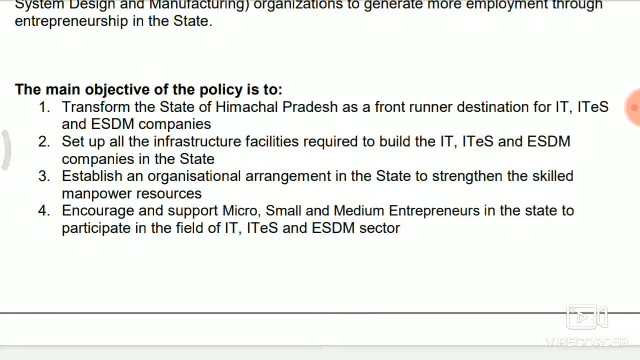 System Design and Manufacturing) organizations to generate more employment through
entrepreneurship in the State.
The main objective of the policy is to:
1. Transform the State of Himachal Pradesh as a front runner destination for IT, ITeS
and ESDM companies
2. Set up all the infrastructure facilities required to build the IT, ITeS and ESDM
companies in the State
3. Establish an organisational arrangement in the State to strengthen the skilled
manpower resources
4. Encourage and support Micro, Small and Medium Entrepreneurs in the state to
participate in the field of IT, ITeS and ESDM sector
V RECORDER